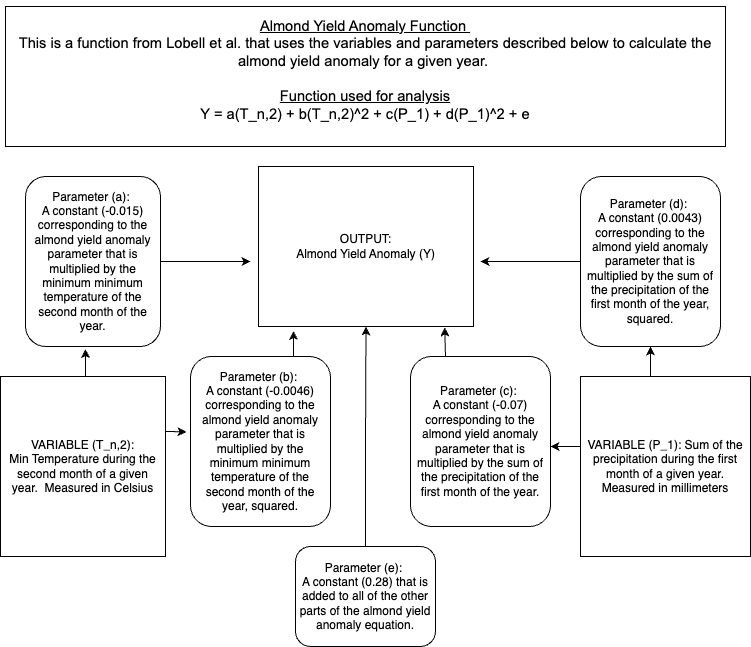 Almond Yield Anomaly Function
This is a function from Lobell et al. that uses the variables and parameters described below to calculate the
almond yield anomaly for a given year.
Function used for analysis
Y = a(T_n,2) + b(T_n,2)^2 + c(P_1) + d(P_1)^2 + e
Parameter (a):
A constant (-0.015)
corresponding to the
almond yield anomaly
parameter that is
multiplied by the
minimum minimum
temperature of the
second month of the
year.
OUTPUT:
Almond Yield Anomaly (Y)
Parameter (d):
A constant (0.0043)
corresponding to the
almond yield anomaly
parameter that is
multiplied by the sum of
the precipitation of the
first month of the year,
squared.
VARIABLE (T_n,2):
Min Temperature during the
second month of a given
year. Measured in Celsius
Parameter (b):
A constant (-0.0046)
corresponding to the
almond yield anomaly
parameter that is
multiplied by the
minimum minimum
temperature of the
second month of the
year, squared.
Parameter (c):
A constant (-0.07)
corresponding to the
almond yield anomaly
parameter that is
multiplied by the sum of
the precipitation of the
first month of the year.
VARIABLE (P_1): Sum of the
precipitation during the first
month of a given year.
Measured in millimeters
Parameter (e):
A constant (0.28) that is
added to all of the other
parts of the almond yield
anomaly equation.